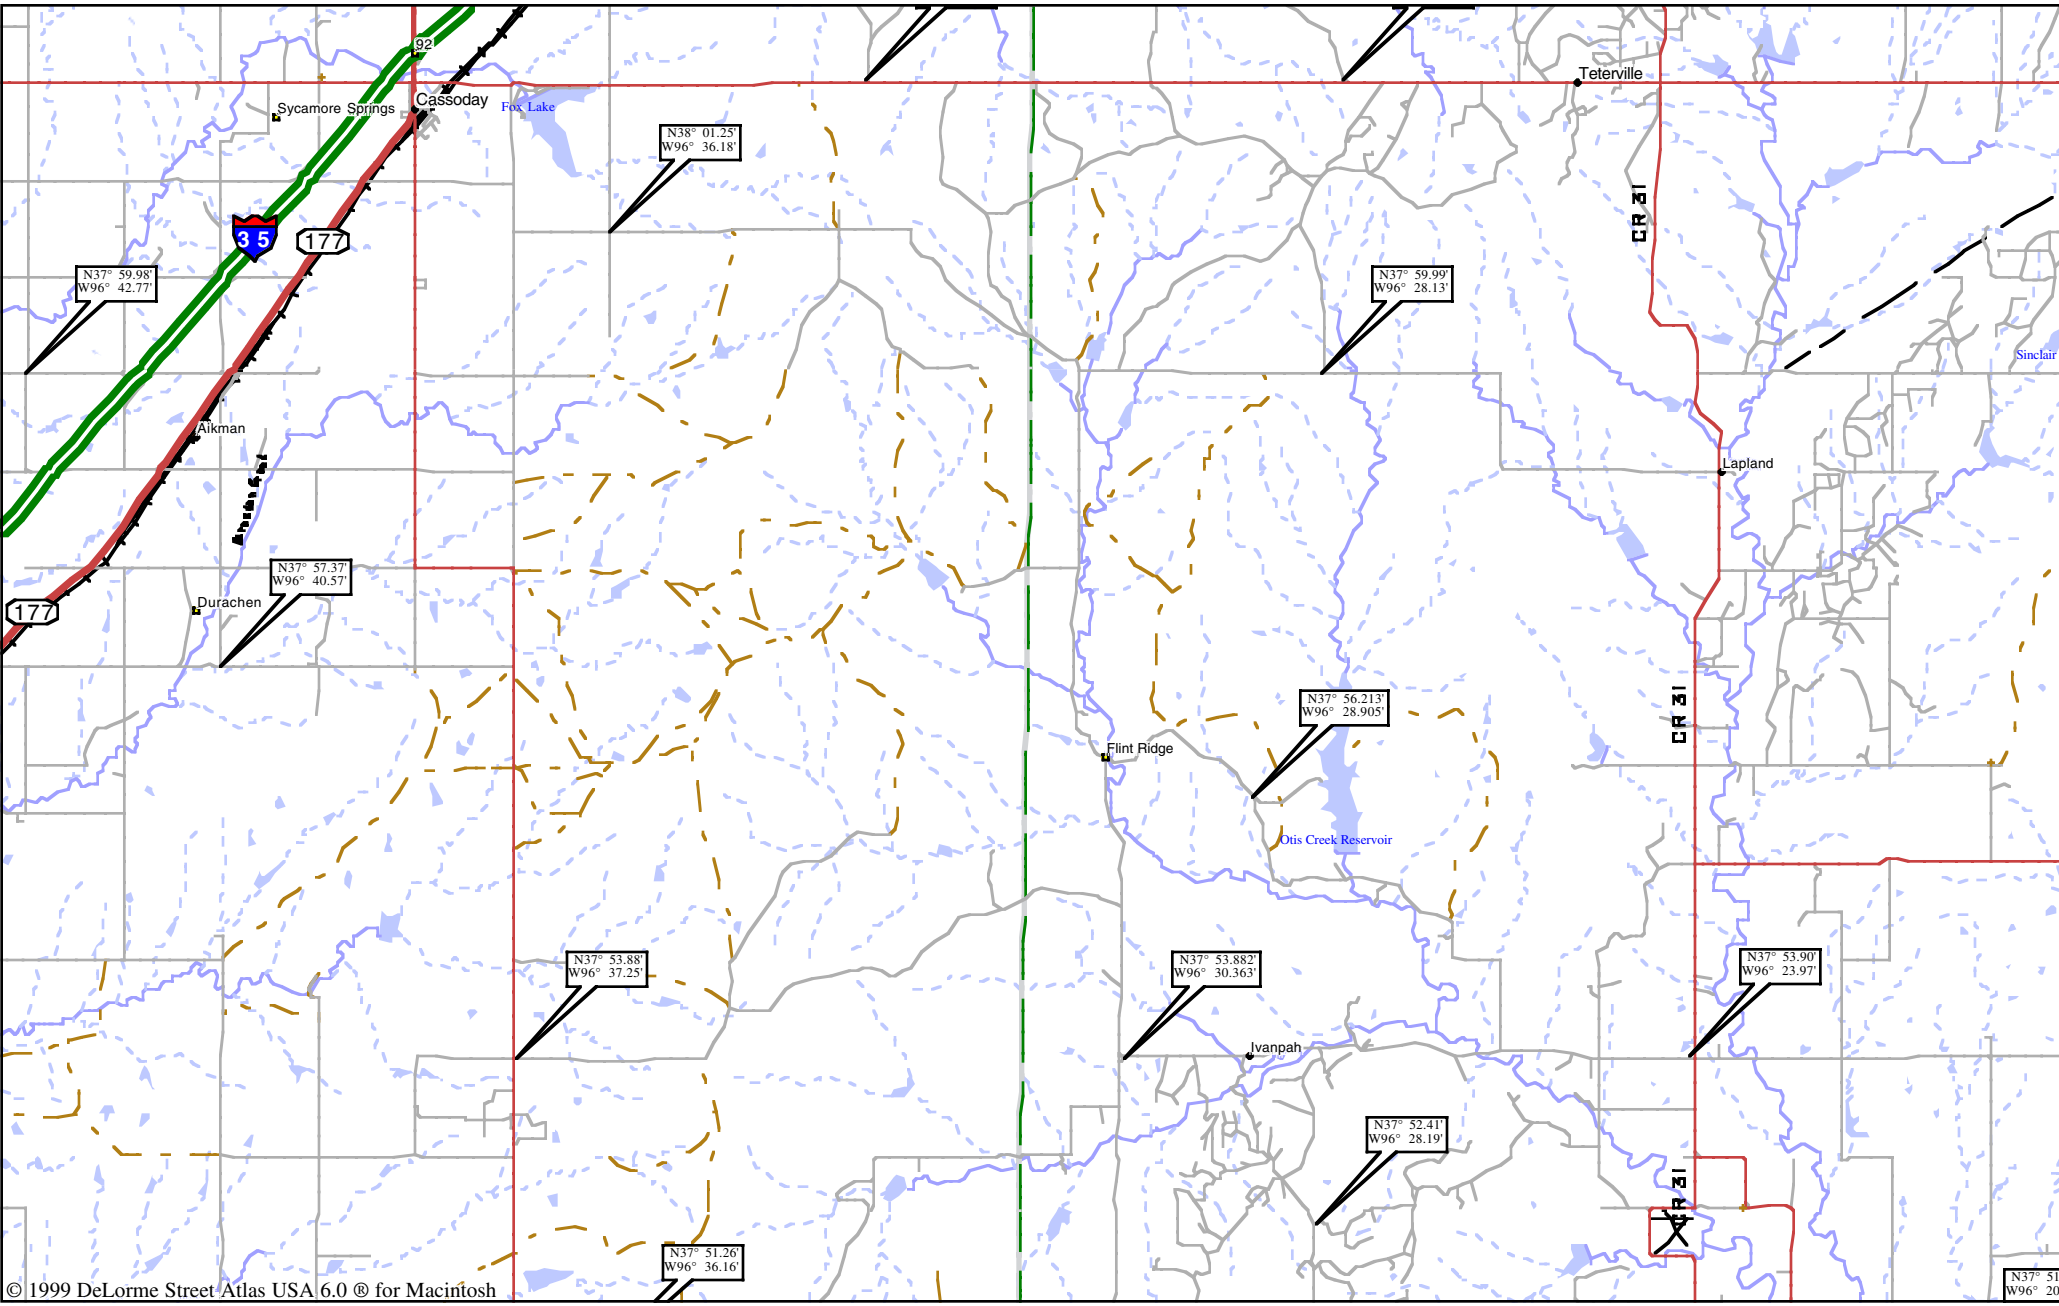 92
Teterville
Cassoday
Sycamore Springs
Fox Lake
N38° 01.25'
W96° 36.18'
CR 31
35
177
N37° 59.98'
W96° 42.77'
N37° 59.99'
W96° 28.13'
Sinclair
Aikman
Lapland
N37° 57.37'
W96° 40.57'
Durachen
177
CR 31
N37° 56.213'
W96° 28.905'
Flint Ridge
Otis Creek Reservoir
N37° 53.88'
W96° 37.25'
N37° 53.882'
W96° 30.363'
N37° 53.90'
W96° 23.97'
Ivanpah
N37° 52.41'
W96° 28.19'
CR 31
N37° 51.26'
W96° 36.16'
N37° 51
W96° 20
© 1999 DeLorme Street Atlas USA 6.0 ® for Macintosh